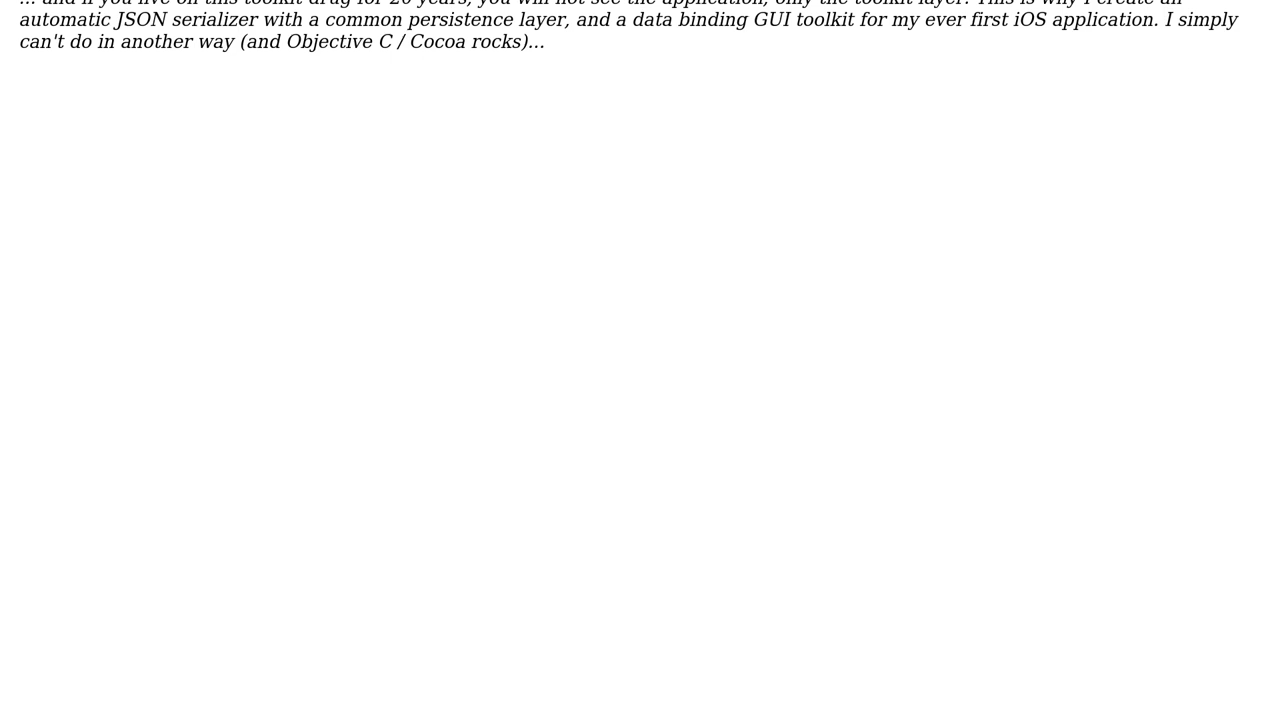 ... and if you live on this toolkit drag for 20 years, you will not see the application, only the toolkit layer. This is why I create an
automatic JSON serializer with a common persistence layer, and a data binding GUI toolkit for my ever first iOS application. I simply
can't do in another way (and Objective C / Cocoa rocks)...